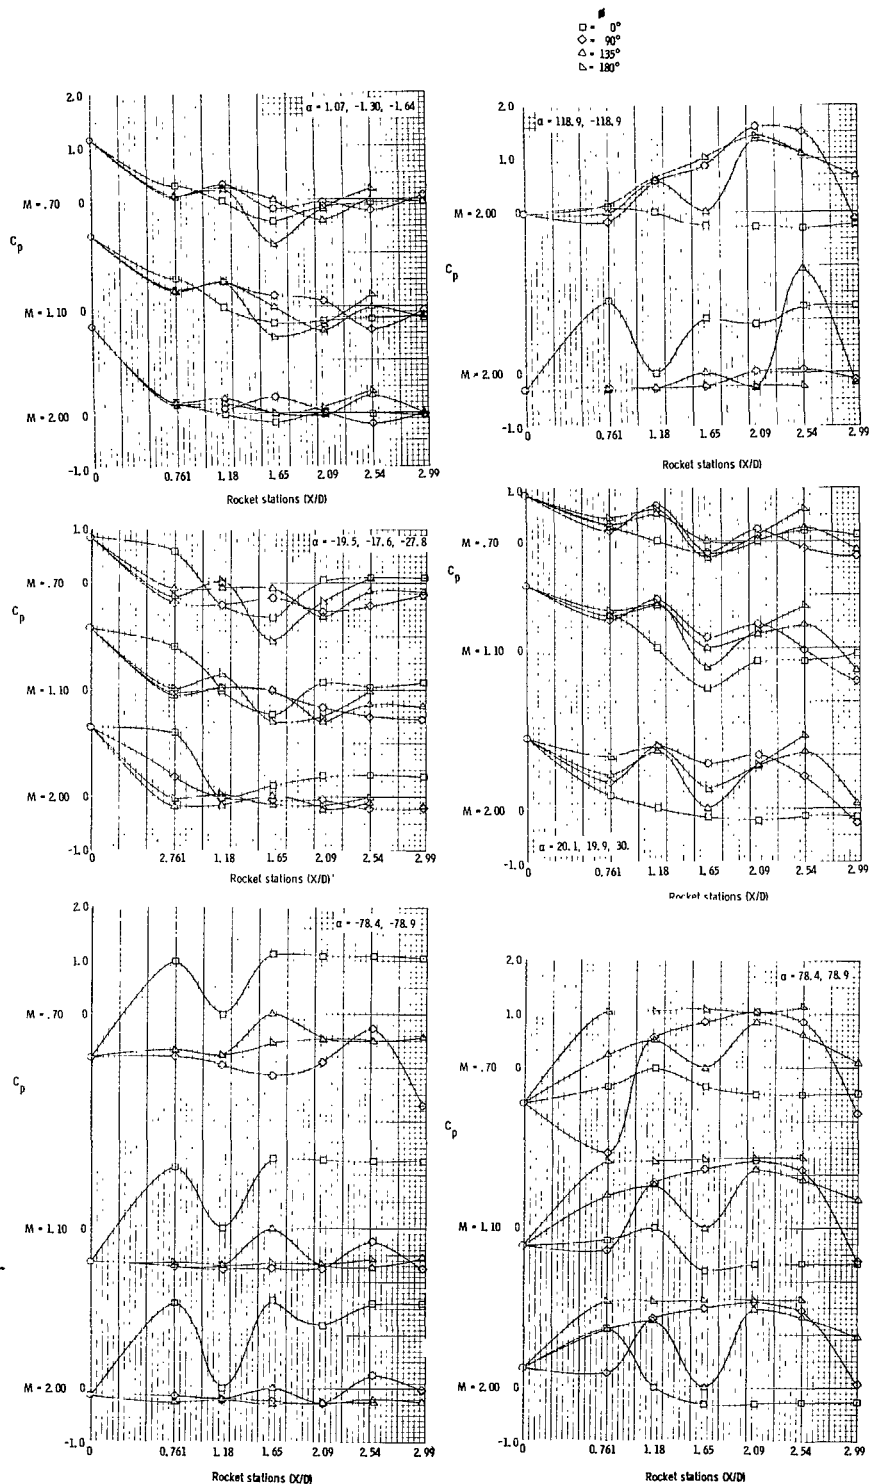 ø
□ = 0°
◇ = 90°
△ = 135°
◺ = 180°
2.0
α = 1.07, -1.30, -1.64
1.0
M = .70
0
C_p
M = 1.10
0
M = 2.00
0
-1.0
0
0.761
1.18
1.65
2.09
2.54
2.99
Rocket stations (X/D)
2.0
α = 118.9, -118.9
1.0
M = 2.00
0
C_p
M = 2.00
0
-1.0
0
0.761
1.18
1.65
2.09
2.54
2.99
Rocket stations (X/D)
1.0
α = -19.5, -17.6, -27.8
M = .70
0
C_p
M = 1.10
0
M = 2.00
0
-1.0
0
2.761
1.18
1.65
2.09
2.54
2.99
Rocket stations (X/D)
1.0
M = .70
0
C_p
M = 1.10
0
M = 2.00
0
α = 20.1, 19.9, 30.
-1.0
0
0.761
1.18
1.65
2.09
2.54
2.99
Rocket stations (X/D)
2.0
α = -78.4, -78.9
1.0
M = .70
0
C_p
M = 1.10
0
M = 2.00
0
-1.0
0
0.761
1.18
1.65
2.09
2.54
2.99
Rocket stations (X/D)
2.0
α = 78.4, 78.9
1.0
M = .70
0
C_p
M = 1.10
0
M = 2.00
0
-1.0
0
0.761
1.18
1.65
2.09
2.54
2.99
Rocket stations (X/D)